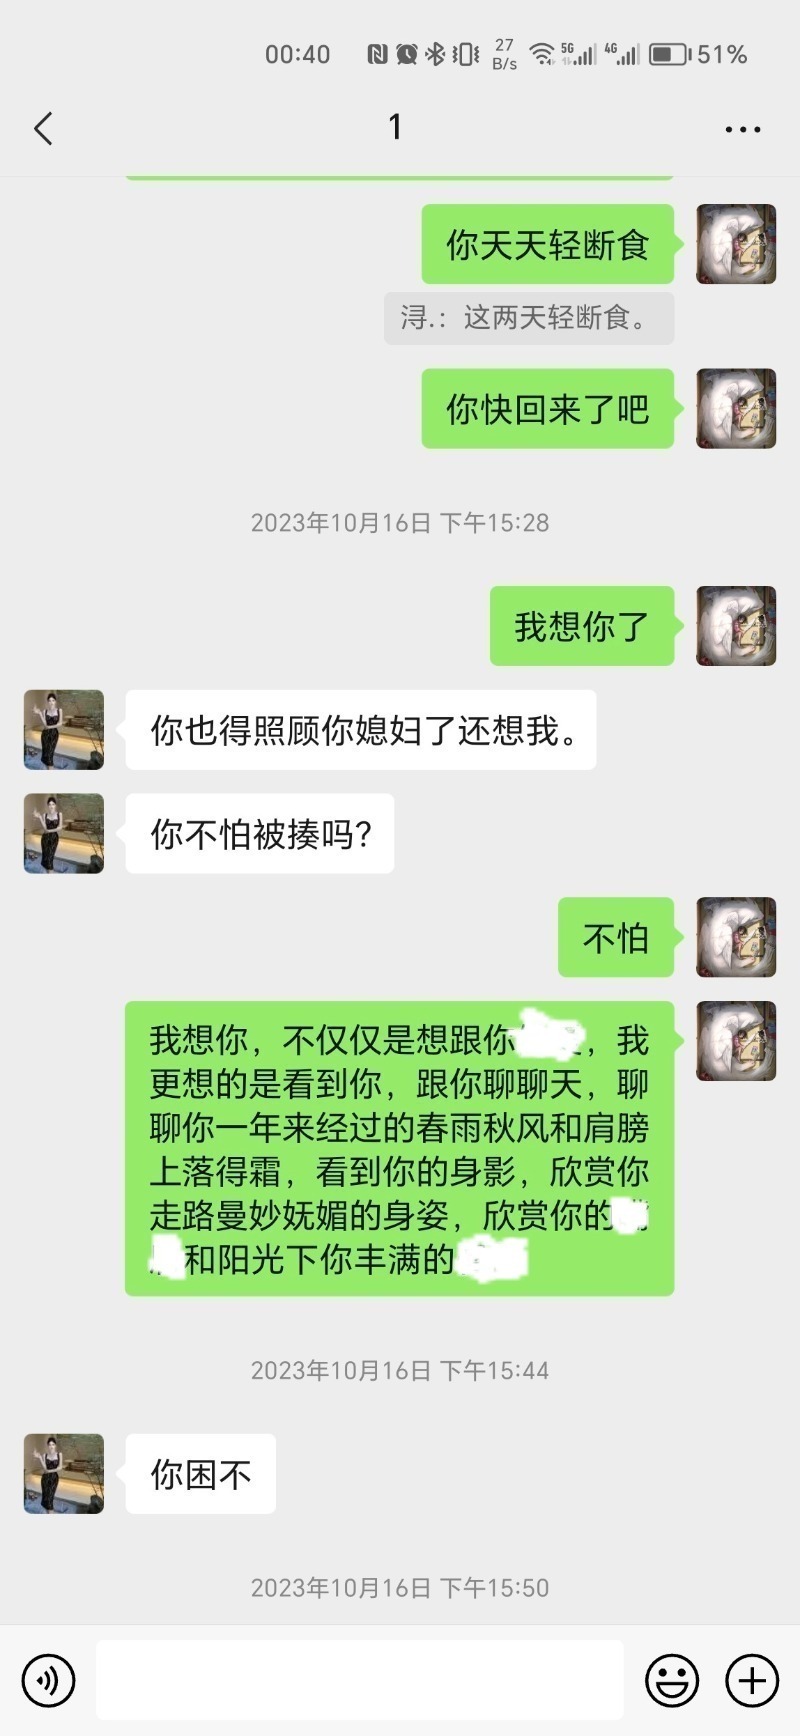 00:40 27 B/s 5G 4G 51%
1
你天天轻断食
浔.：这两天轻断食。
你快回来了吧
2023年10月16日 下午15:28
我想你了
你也得照顾你媳妇了还想我。
你不怕被揍吗？
不怕
我想你，不仅仅是想跟你，我
更想的是看到你，跟你聊聊天，聊
聊你一年来经过的春雨秋风和肩膀
上落得霜，看到你的身影，欣赏你
走路曼妙妩媚的身姿，欣赏你的
和阳光下你丰满的
2023年10月16日 下午15:44
你困不
2023年10月16日 下午15:50